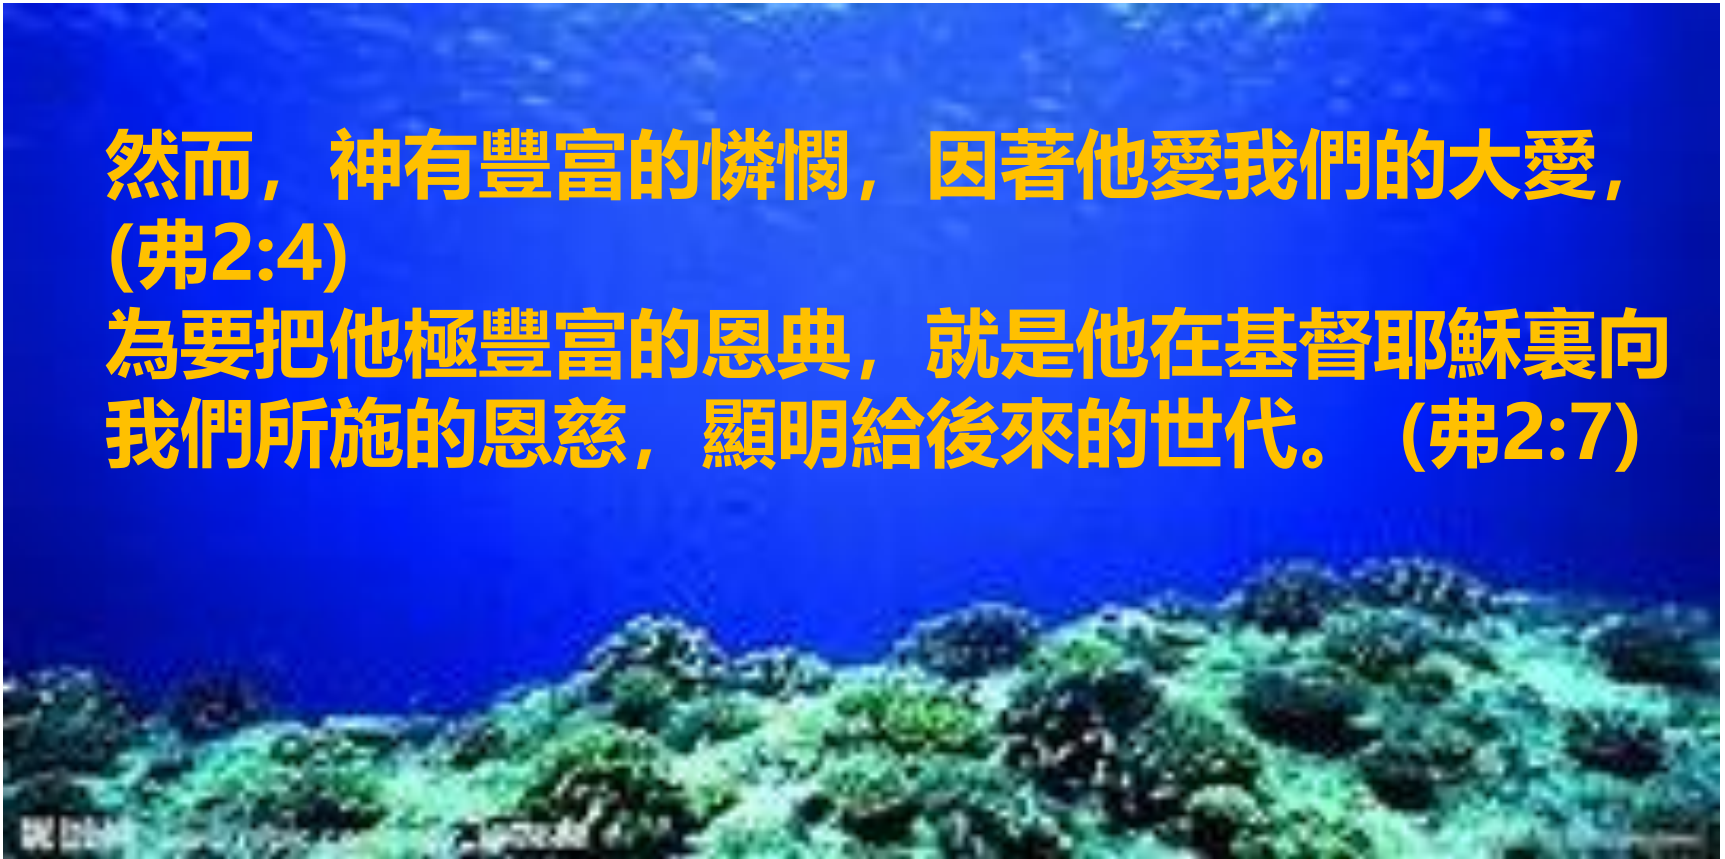 然而，神有豐富的憐憫，因著他愛我們的大愛，
(弗2:4)
為要把他極豐富的恩典，就是他在基督耶穌裏向
我們所施的恩慈，顯明給後來的世代。 (弗2:7)